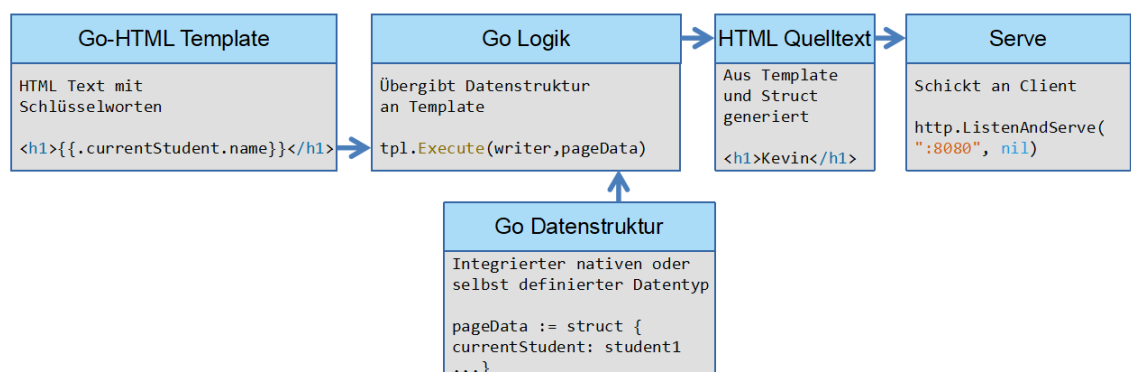 Go-HTML Template
HTML Text mit
Schlüsselworten
<h1>{{.currentStudent.name}}</h1>
Go Logik
Übergibt Datenstruktur
an Template
tpl.Execute(writer,pageData)
HTML Quelltext
Aus Template
und Struct
generiert
<h1>Kevin</h1>
Serve
Schickt an Client
http.ListenAndServe(
":8080", nil)
Go Datenstruktur
Integrierter nativen oder
selbst definierter Datentyp
pageData := struct {
currentStudent: student1
...}